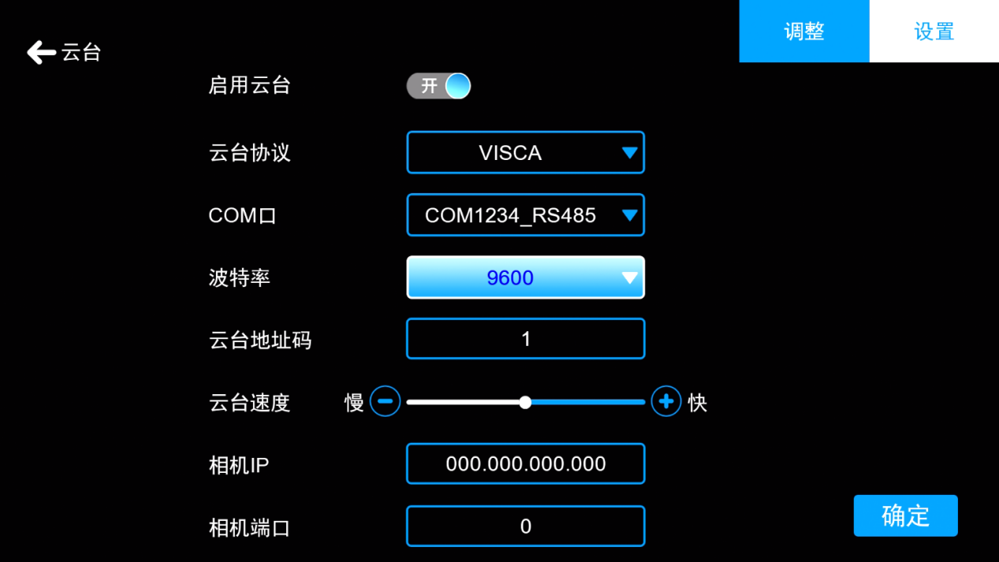 调整
设置
云台
启用云台 开
云台协议 VISCA
COM口 COM1234_RS485
波特率 9600
云台地址码 1
云台速度 慢 快
相机IP 000.000.000.000
相机端口 0
确定